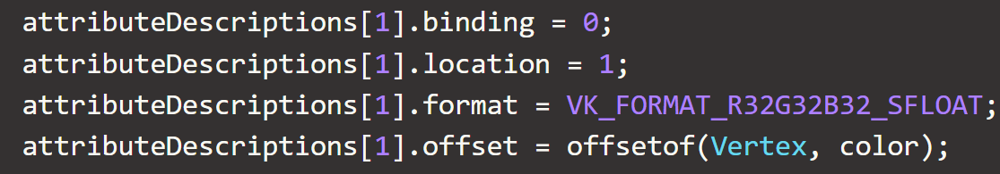 attributeDescriptions[1].binding = 0;
attributeDescriptions[1].location = 1;
attributeDescriptions[1].format = VK_FORMAT_R32G32B32_SFLOAT;
attributeDescriptions[1].offset = offsetof(Vertex, color);